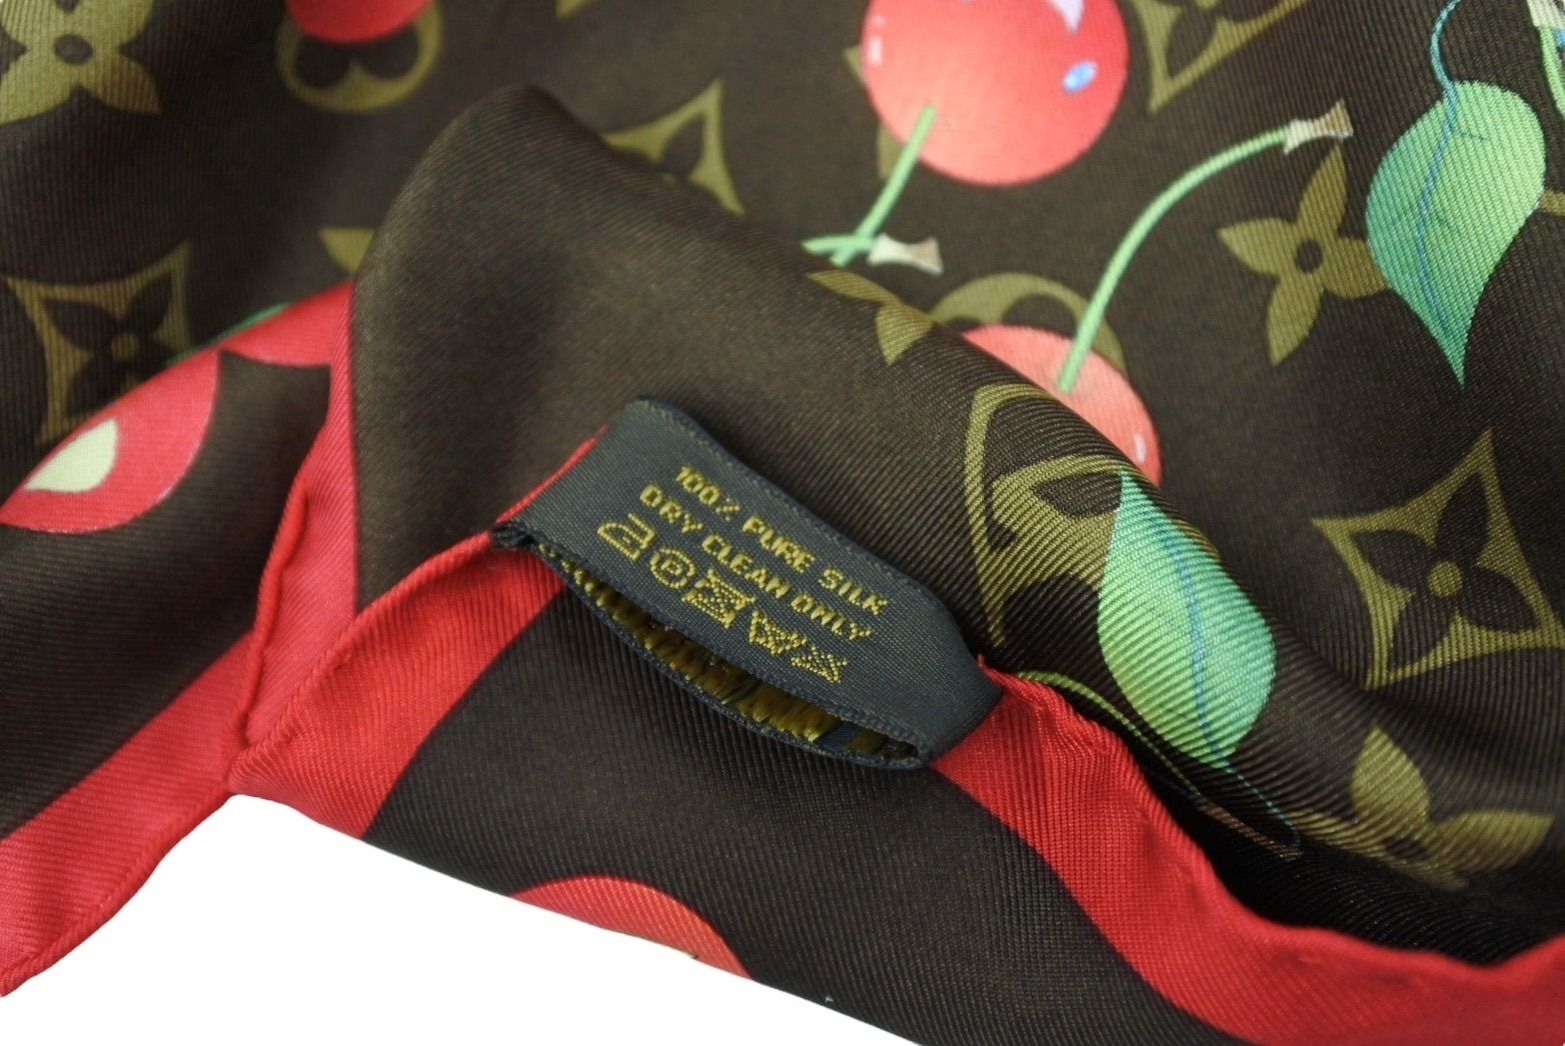 100% PURE SILK
DRY CLEAN ONLY